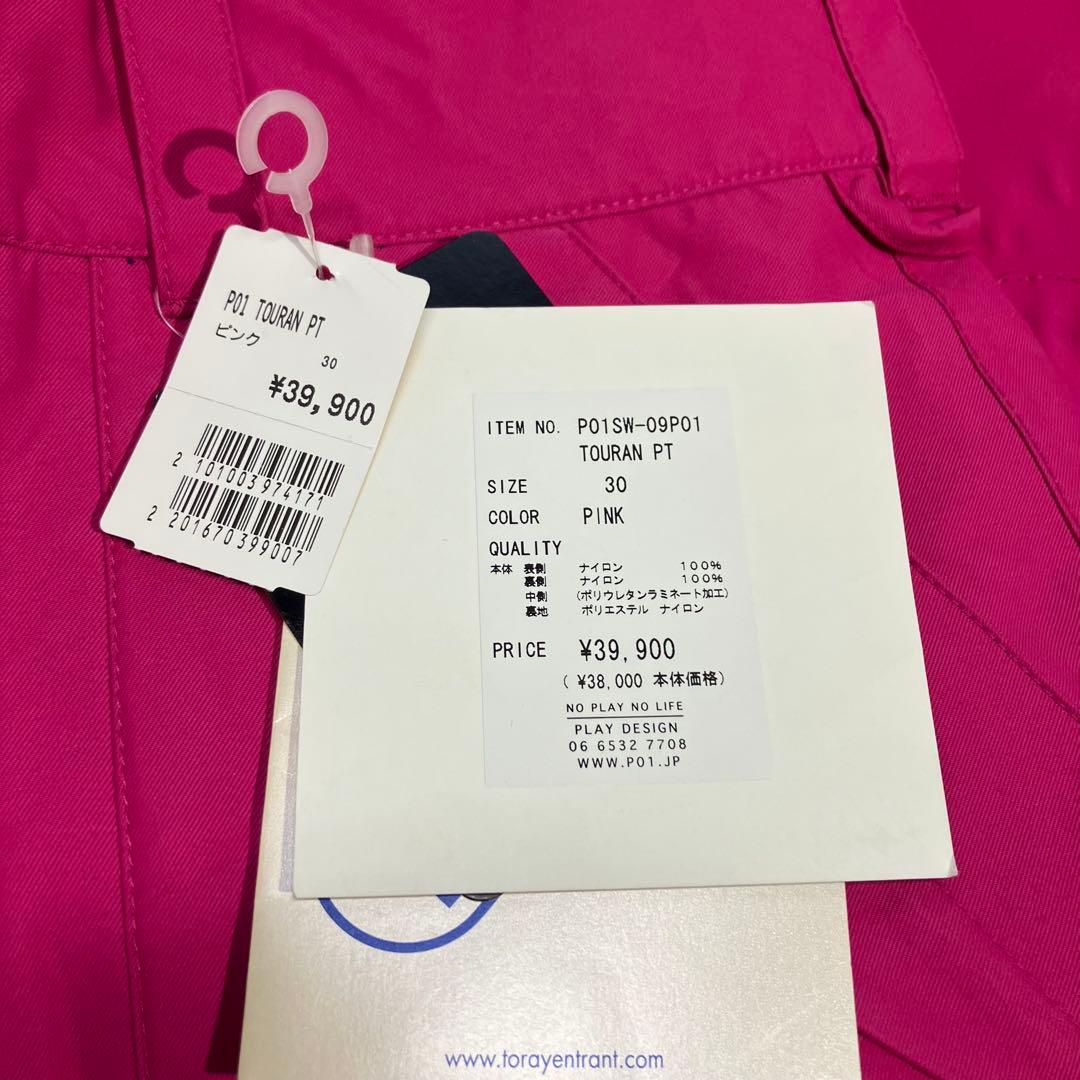 P01 TOURAN PT
ピンク
30
¥39,900
2 101003974171
2 201670399007
ITEM NO. P01SW-09P01
TOURAN PT
SIZE 30
COLOR PINK
QUALITY
本体 表側 ナイロン 100%
裏側 ナイロン 100%
中側 (ポリウレタンラミネート加工)
裏地 ポリエステル ナイロン
PRICE ¥39,900
( ¥38,000 本体価格)
NO PLAY NO LIFE
PLAY DESIGN
06 6532 7708
WWW.P01.JP
www.torayentrant.com